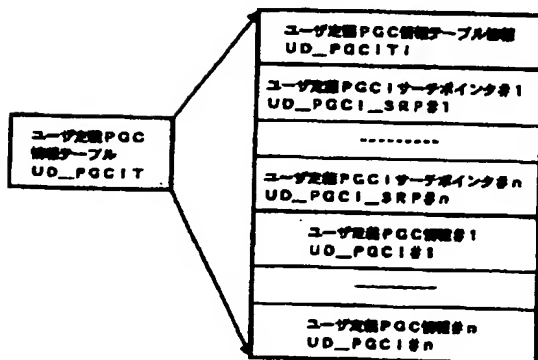 ユーザ定義PGC
情報テーブル
UD_PGCIT
ユーザ定義PGC情報テーブル情報
UD_PGCITI
ユーザ定義PGCIサーチポインタ#1
UD_PGCI_SRP#1
---------
ユーザ定義PGCIサーチポインタ#n
UD_PGCI_SRP#n
ユーザ定義PGC情報#1
UD_PGCI#1
---------
ユーザ定義PGC情報#n
UD_PGCI#n